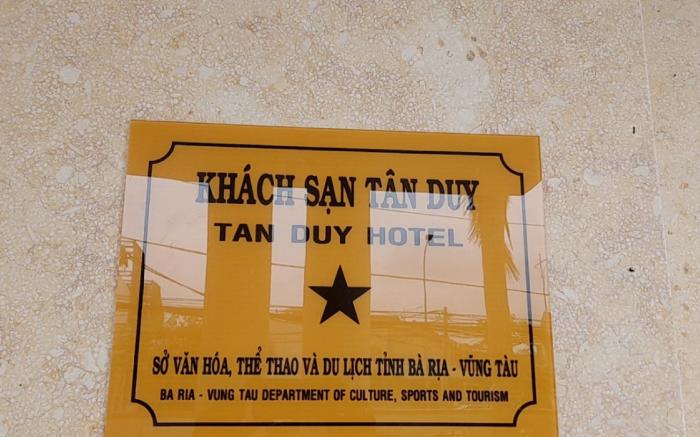 KHÁCH SẠN TÂN DUY
TAN DUY HOTEL
SỞ VĂN HÓA, THỂ THAO VÀ DU LỊCH TỈNH BÀ RỊA - VŨNG TÀU
BA RIA - VUNG TAU DEPARTMENT OF CULTURE, SPORTS AND TOURISM